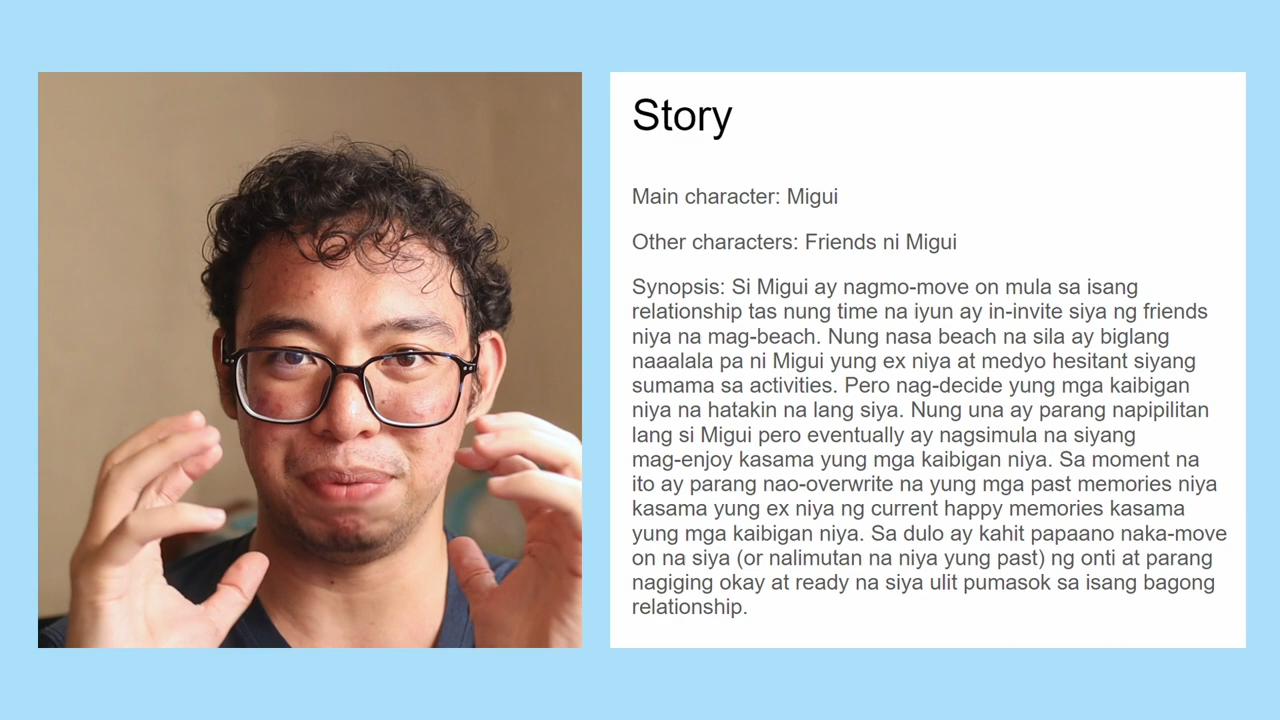 Story
Main character: Migui
Other characters: Friends ni Migui
Synopsis: Si Migui ay nagmo-move on mula sa isang
relationship tas nung time na iyun ay in-invite siya ng friends
niya na mag-beach. Nung nasa beach na sila ay biglang
naaalala pa ni Migui yung ex niya at medyo hesitant siyang
sumama sa activities. Pero nag-decide yung mga kaibigan
niya na hatakin na lang siya. Nung una ay parang napipilitan
lang si Migui pero eventually ay nagsimula na siyang
mag-enjoy kasama yung mga kaibigan niya. Sa moment na
ito ay parang nao-overwrite na yung mga past memories niya
kasama yung ex niya ng current happy memories kasama
yung mga kaibigan niya. Sa dulo ay kahit papaano naka-move
on na siya (or nalimutan na niya yung past) ng onti at parang
nagiging okay at ready na siya ulit pumasok sa isang bagong
relationship.